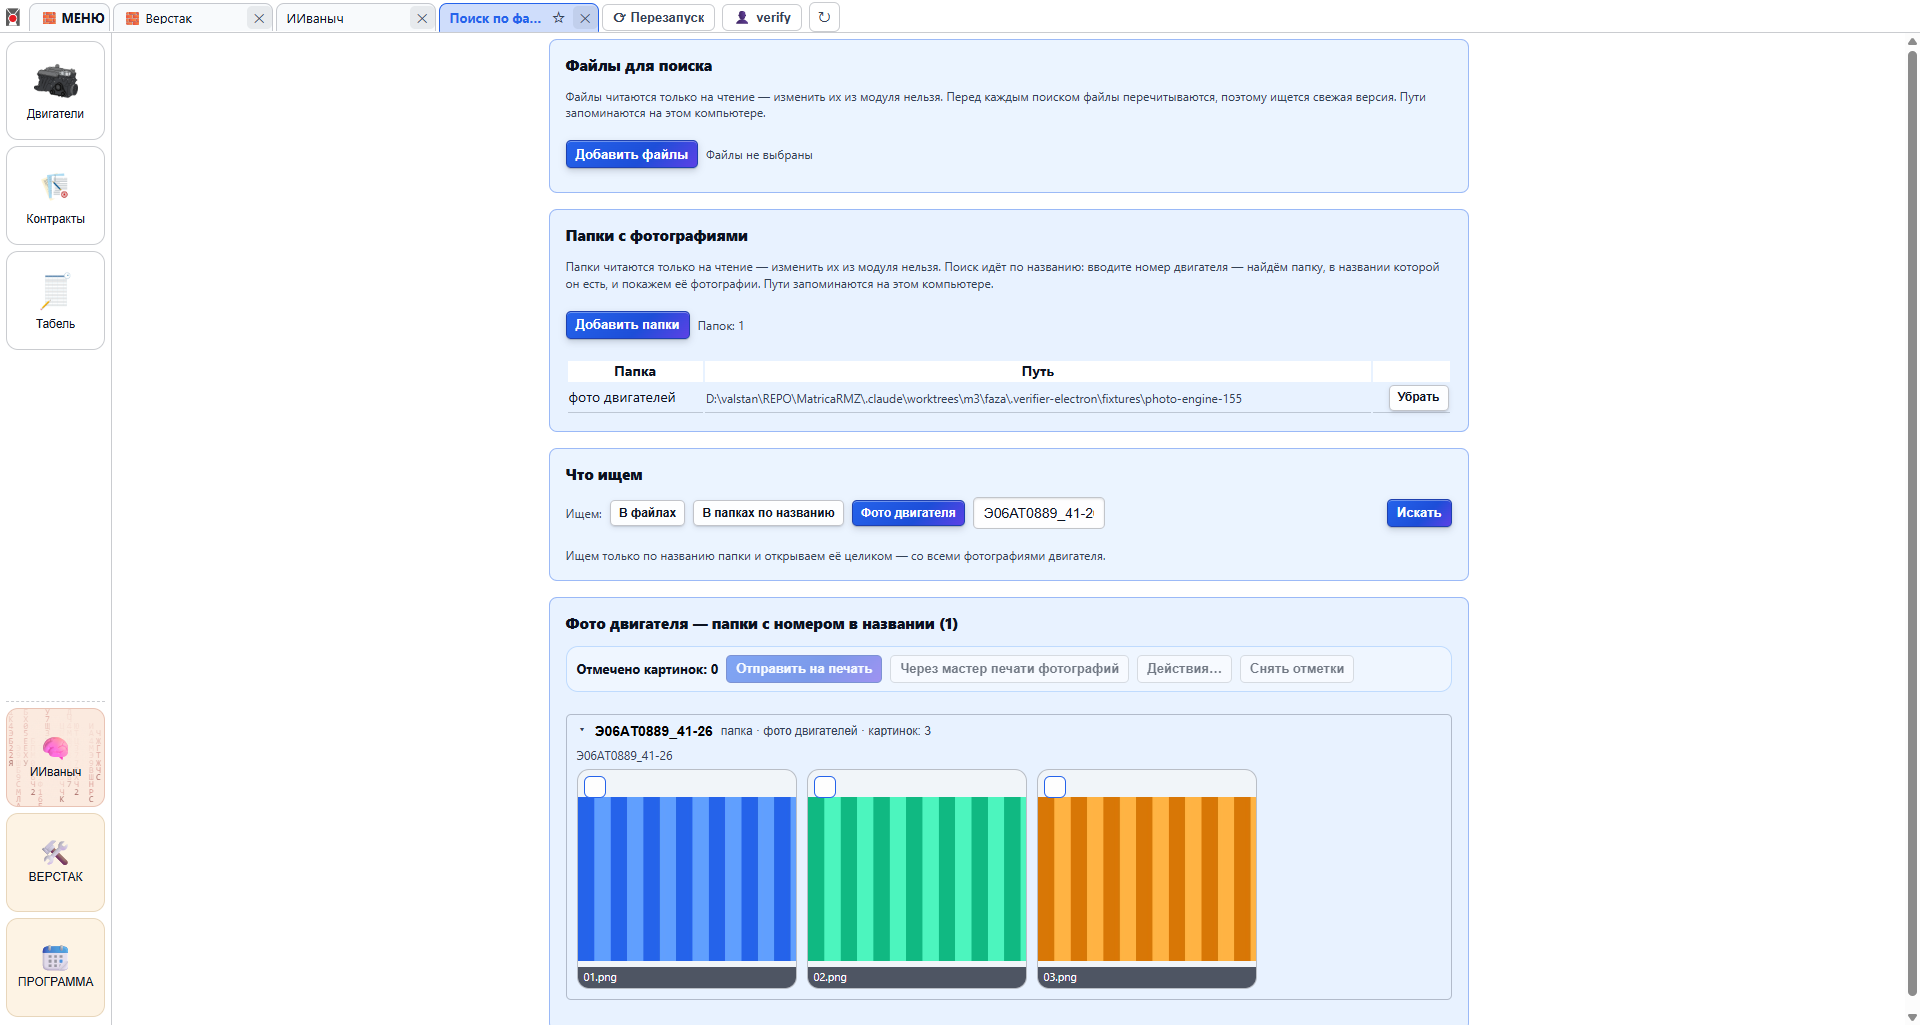 МЕНЮ
Верстак
ИИваныч
Поиск по фа...
Перезапуск
verify
Двигатели
Контракты
Табель
ИИваныч
ВЕРСТАК
ПРОГРАММА
Файлы для поиска
Файлы читаются только на чтение — изменить их из модуля нельзя. Перед каждым поиском файлы перечитываются, поэтому ищется свежая версия. Пути
запоминаются на этом компьютере.
Добавить файлы Файлы не выбраны
Папки с фотографиями
Папки читаются только на чтение — изменить их из модуля нельзя. Поиск идёт по названию: вводите номер двигателя — найдём папку, в названии которой
он есть, и покажем её фотографии. Пути запоминаются на этом компьютере.
Добавить папки Папок: 1
Папка Путь
фото двигателей D:\valstan\REPO\MatricaRMZ\.claude\worktrees\m3\faza\.verifier-electron\fixtures\photo-engine-155 Убрать
Что ищем
Ищем: В файлах В папках по названию Фото двигателя Э06АТ0889_41-2 Искать
Ищем только по названию папки и открываем её целиком — со всеми фотографиями двигателя.
Фото двигателя — папки с номером в названии (1)
Отмечено картинок: 0 Отправить на печать Через мастер печати фотографий Действия... Снять отметки
Э06АТ0889_41-26 папка · фото двигателей · картинок: 3
Э06АТ0889_41-26
01.png 02.png 03.png